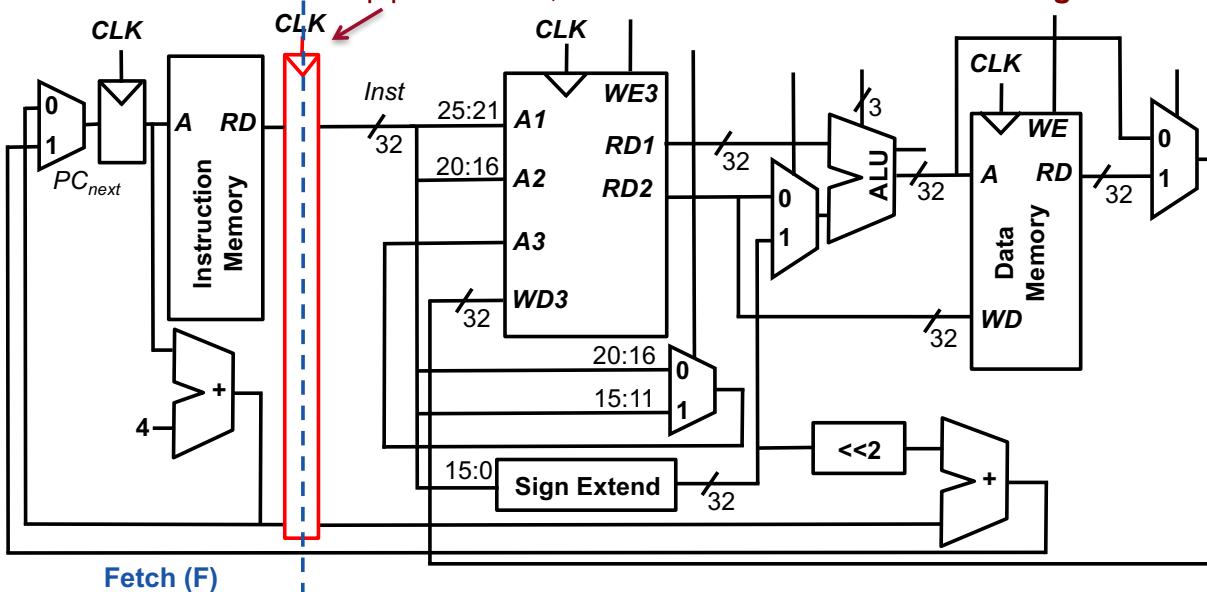 CLK
CLK
CLK
CLK
0
1
PCnext
A RD
Instruction Memory
4
+
Inst
32
25:21
20:16
A1
A2
A3
WD3
WE3
RD1
RD2
32
32
32
20:16
15:11
0
1
15:0
Sign Extend
32
0
1
3
ALU
32
32
<<2
+
A
WE
RD
WD
Data Memory
32
0
1
Fetch (F)